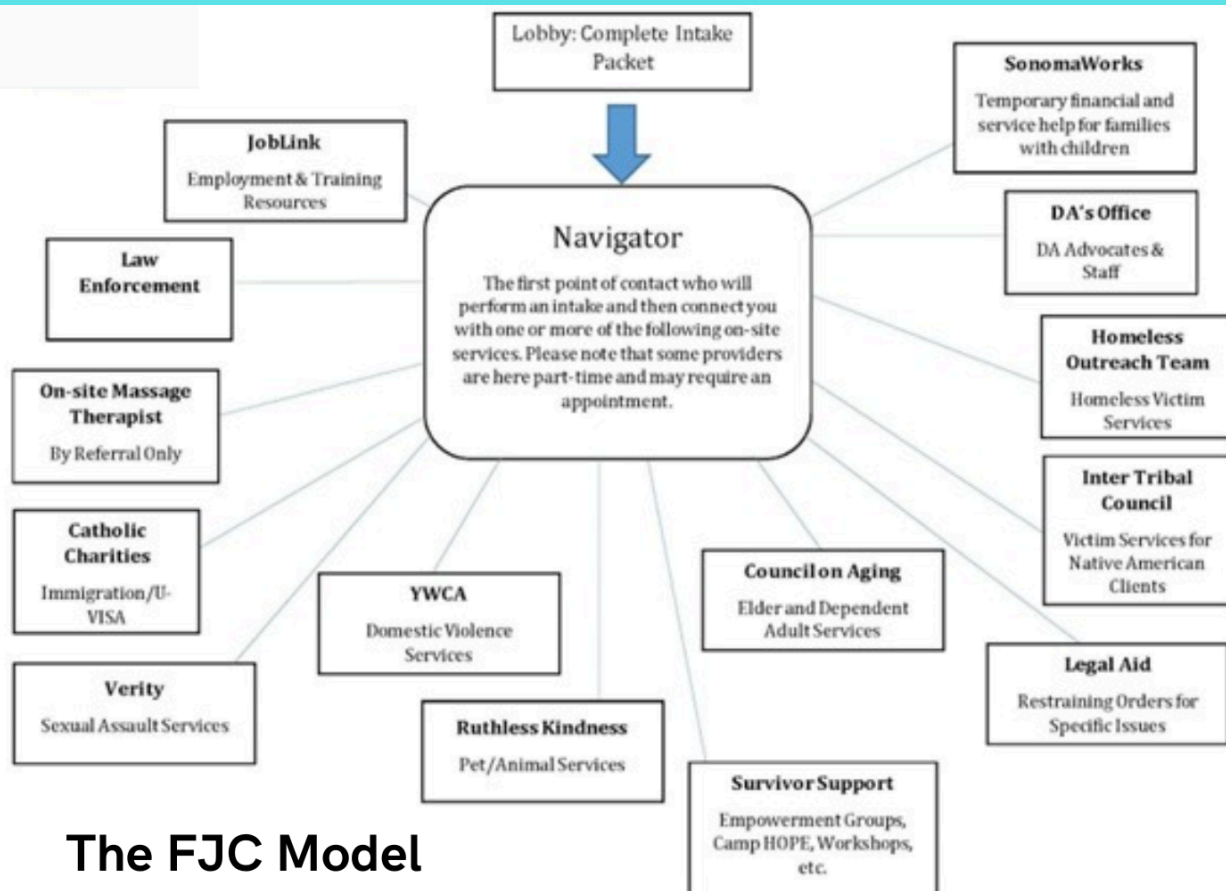 Lobby: Complete Intake
Packet
SonomaWorks
Temporary financial and
service help for families
with children
JobLink
Employment & Training
Resources
Navigator
The first point of contact who will
perform an intake and then connect you
with one or more of the following on-site
services. Please note that some providers
are here part-time and may require an
appointment.
DA's Office
DA Advocates &
Staff
Law
Enforcement
Homeless
Outreach Team
Homeless Victim
Services
On-site Massage
Therapist
By Referral Only
Inter Tribal
Council
Victim Services for
Native American
Clients
Catholic
Charities
Immigration/U-
VISA
YWCA
Domestic Violence
Services
Council on Aging
Elder and Dependent
Adult Services
Verity
Sexual Assault Services
Legal Aid
Restraining Orders for
Specific Issues
Ruthless Kindness
Pet/Animal Services
Survivor Support
Empowerment Groups,
Camp HOPE, Workshops,
etc.
The FJC Model